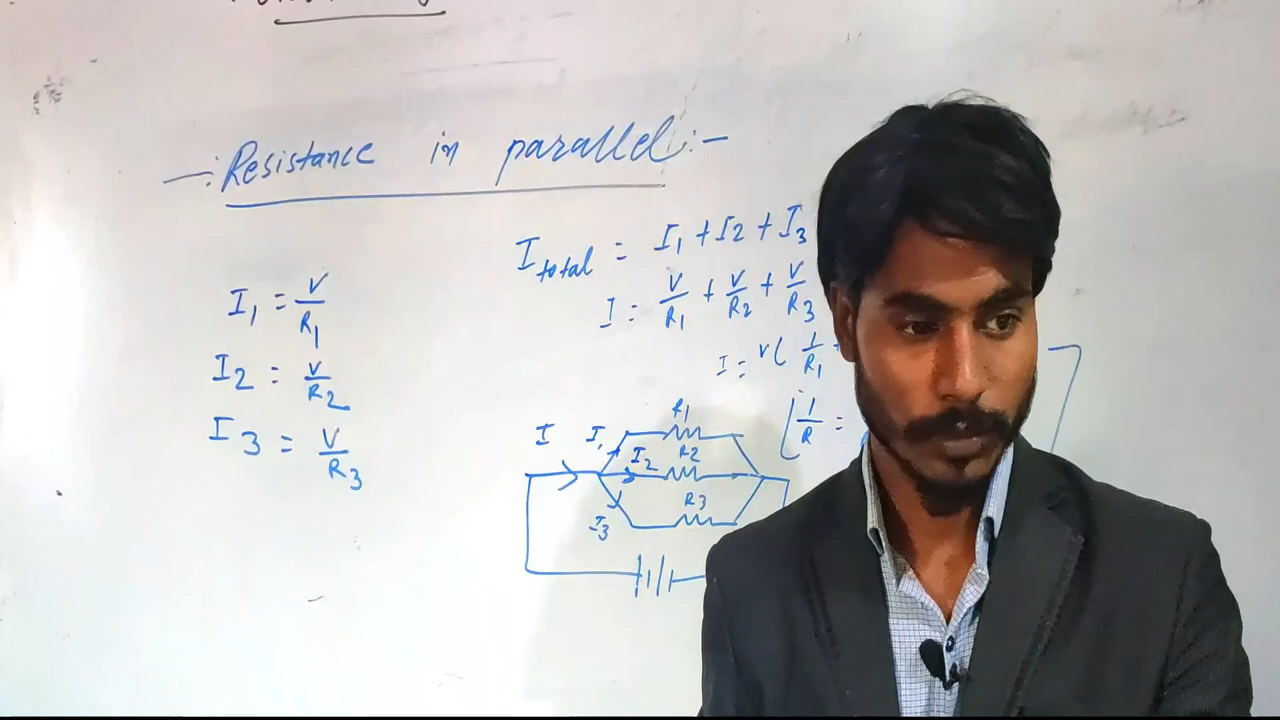 —: Resistance in parallel :—
I total = I1 + I2 + I3
I = V/R1 + V/R2 + V/R3
I = V( 1/R1
1/R =
I1 = V/R1
I2 = V/R2
I3 = V/R3
R1
I I1
I2 R2
R3
I3